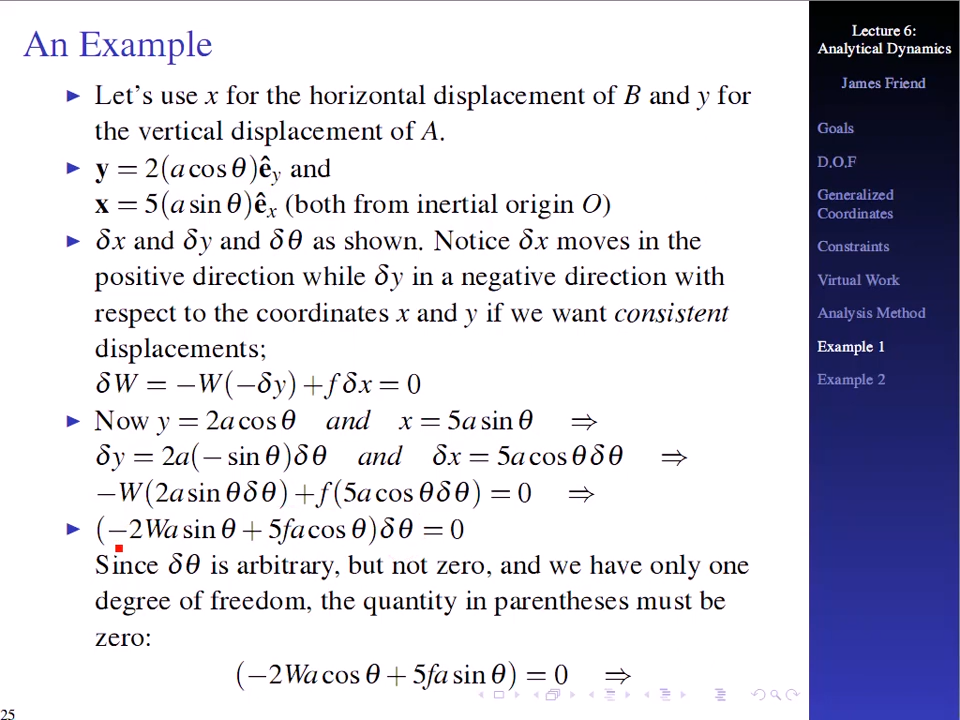 An Example
▶ Let's use x for the horizontal displacement of B and y for
the vertical displacement of A.
▶ y = 2(a cos θ)ê_y and
x = 5(a sin θ)ê_x (both from inertial origin O)
▶ δx and δy and δθ as shown. Notice δx moves in the
positive direction while δy in a negative direction with
respect to the coordinates x and y if we want consistent
displacements;
δW = −W(−δy) + f δx = 0
▶ Now y = 2a cos θ and x = 5a sin θ ⇒
δy = 2a(− sin θ)δθ and δx = 5a cos θδθ ⇒
−W(2a sin θδθ) + f(5a cos θδθ) = 0 ⇒
▶ (−2Wa sin θ + 5fa cos θ)δθ = 0
Since δθ is arbitrary, but not zero, and we have only one
degree of freedom, the quantity in parentheses must be
zero:
(−2Wa cos θ + 5fa sin θ) = 0 ⇒
25
Lecture 6:
Analytical Dynamics
James Friend
Goals
D.O.F
Generalized
Coordinates
Constraints
Virtual Work
Analysis Method
Example 1
Example 2